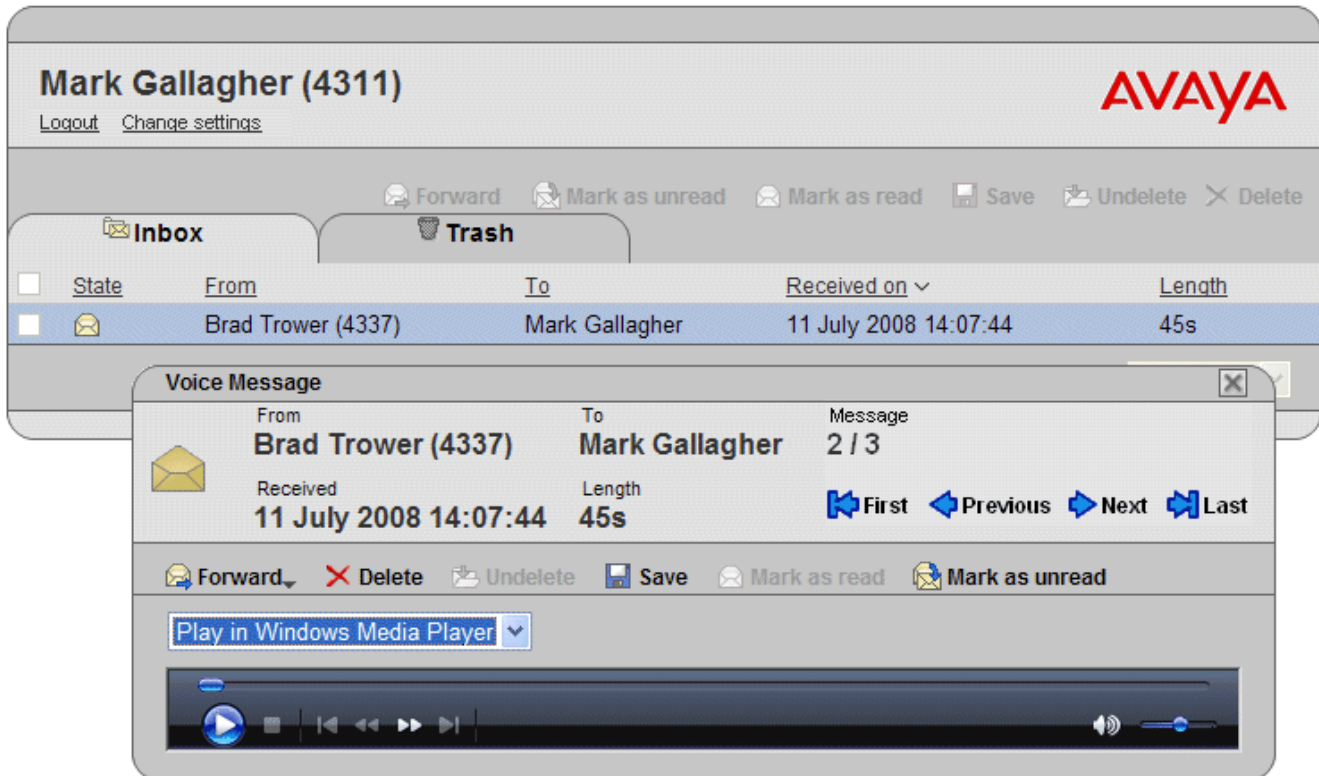 Mark Gallagher (4311)
AVAYA
Logout Change settings
Forward Mark as unread Mark as read Save Undelete Delete
Inbox Trash
State From To Received on Length
Brad Trower (4337) Mark Gallagher 11 July 2008 14:07:44 45s
Voice Message
From To Message
Brad Trower (4337) Mark Gallagher 2 / 3
Received Length
11 July 2008 14:07:44 45s First Previous Next Last
Forward Delete Undelete Save Mark as read Mark as unread
Play in Windows Media Player